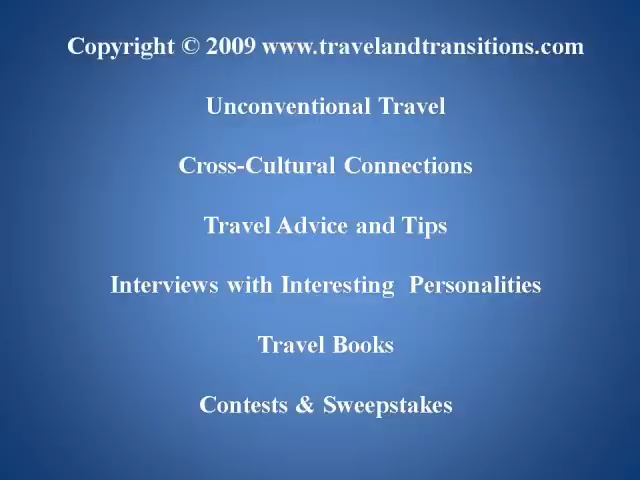 Copyright © 2009 www.travelandtransitions.com
Unconventional Travel
Cross-Cultural Connections
Travel Advice and Tips
Interviews with Interesting  Personalities
Travel Books
Contests & Sweepstakes